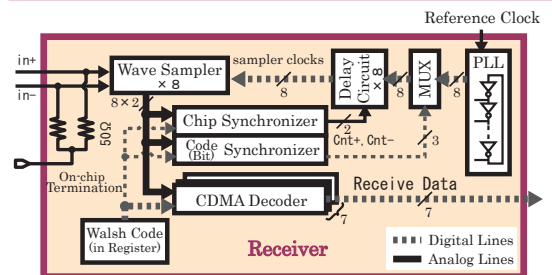 Reference Clock
in+
in-
Wave Sampler
× 8
sampler clocks
8
Delay
Circuit
× 8
8
MUX
8
PLL
8×2
50Ω
Chip Synchronizer
2
Cnt+, Cnt-
Code
(Bit) Synchronizer
3
On-chip
Termination
CDMA Decoder
7
Receive Data
7
Walsh Code
(in Register)
Receiver
Digital Lines
Analog Lines